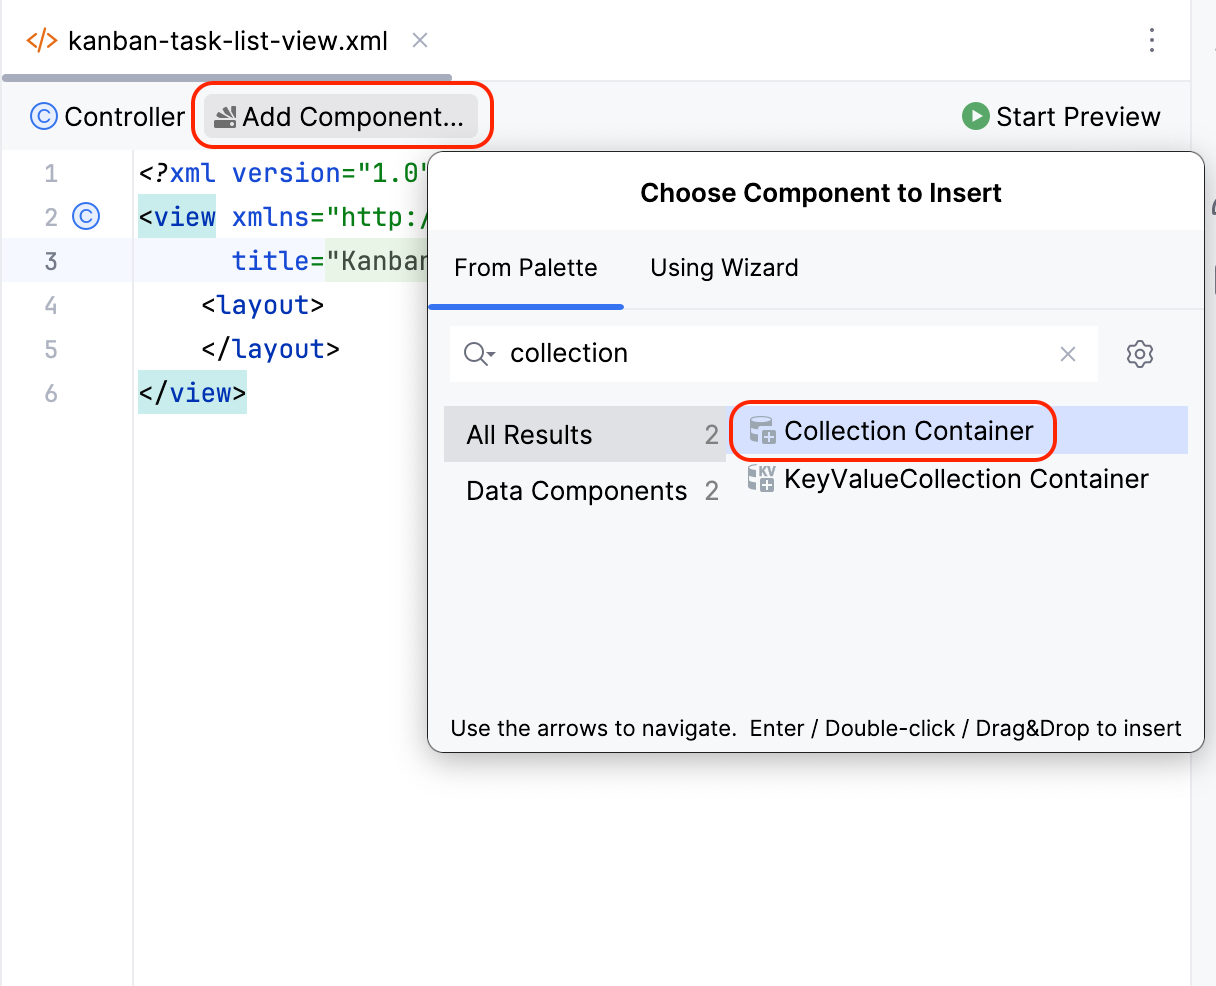 </> kanban-task-list-view.xml
C Controller Add Component... Start Preview
1 <?xml version="1.0"
2 C <view xmlns="http:/
3 title="Kanban
4 <layout>
5 </layout>
6 </view>
Choose Component to Insert
From Palette Using Wizard
collection
All Results 2
Data Components 2
Collection Container
KV KeyValueCollection Container
Use the arrows to navigate. Enter / Double-click / Drag&Drop to insert